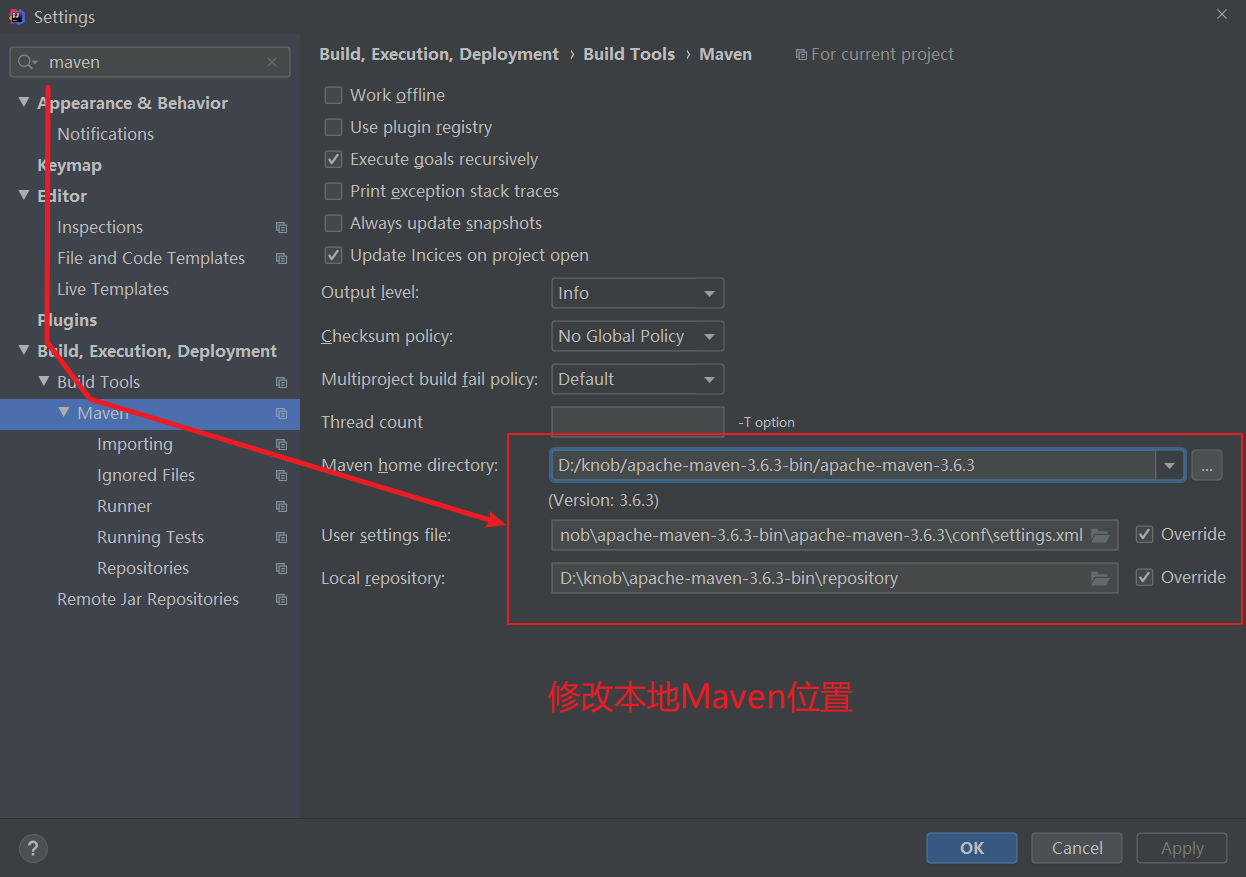 Settings
maven
Appearance & Behavior
Notifications
Keymap
Editor
Inspections
File and Code Templates
Live Templates
Plugins
Build, Execution, Deployment
Build Tools
Maven
Importing
Ignored Files
Runner
Running Tests
Repositories
Remote Jar Repositories
Build, Execution, Deployment › Build Tools › Maven For current project
Work offline
Use plugin registry
Execute goals recursively
Print exception stack traces
Always update snapshots
Update Incices on project open
Output level: Info
Checksum policy: No Global Policy
Multiproject build fail policy: Default
Thread count -T option
Maven home directory: D:/knob/apache-maven-3.6.3-bin/apache-maven-3.6.3 ...
(Version: 3.6.3)
User settings file: nob\apache-maven-3.6.3-bin\apache-maven-3.6.3\conf\settings.xml Override
Local repository: D:\knob\apache-maven-3.6.3-bin\repository Override
修改本地Maven位置
? OK Cancel Apply